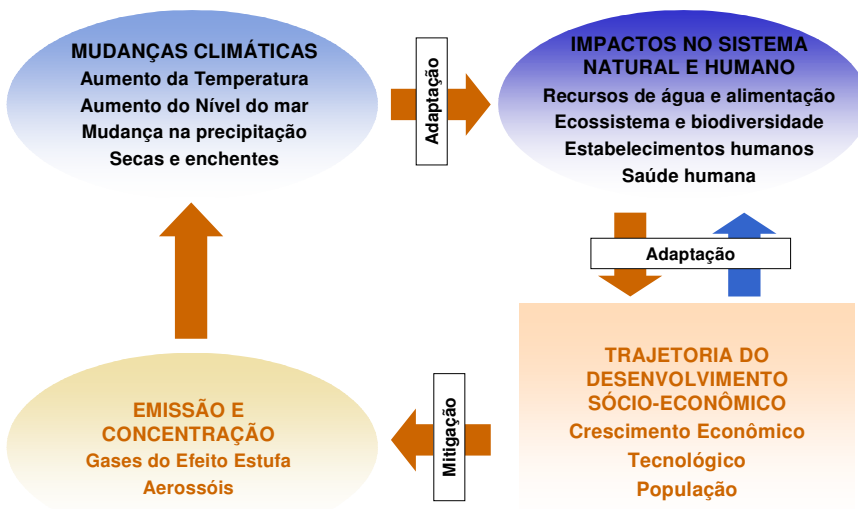 MUDANÇAS CLIMÁTICAS
Aumento da Temperatura
Aumento do Nível do mar
Mudança na precipitação
Secas e enchentes
Adaptação
IMPACTOS NO SISTEMA
NATURAL E HUMANO
Recursos de água e alimentação
Ecossistema e biodiversidade
Estabelecimentos humanos
Saúde humana
Adaptação
EMISSÃO E
CONCENTRAÇÃO
Gases do Efeito Estufa
Aerossóis
Mitigação
TRAJETORIA DO
DESENVOLVIMENTO
SÓCIO-ECONÔMICO
Crescimento Econômico
Tecnológico
População